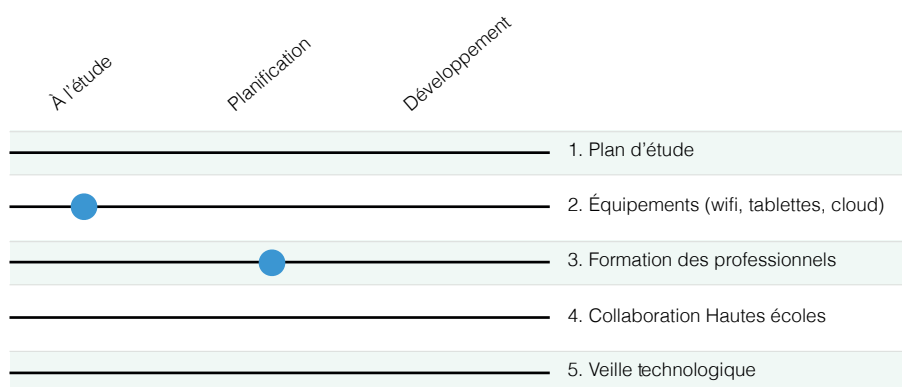 À l'étude
Planification
Développement
1. Plan d'étude
2. Équipements (wifi, tablettes, cloud)
3. Formation des professionnels
4. Collaboration Hautes écoles
5. Veille technologique